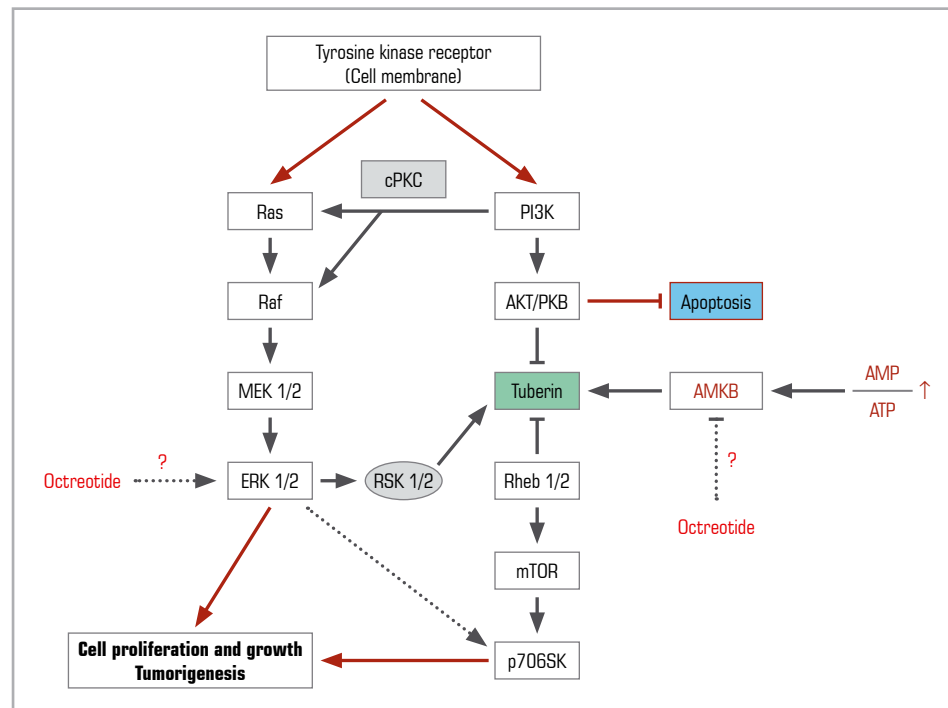 Tyrosine kinase receptor
(Cell membrane)
cPKC
Ras
PI3K
Raf
AKT/PKB
Apoptosis
MEK 1/2
Tuberin
AMKB
AMP
ATP
↑
Octreotide
?
ERK 1/2
RSK 1/2
Rheb 1/2
?
Octreotide
mTOR
Cell proliferation and growth
Tumorigenesis
p706SK